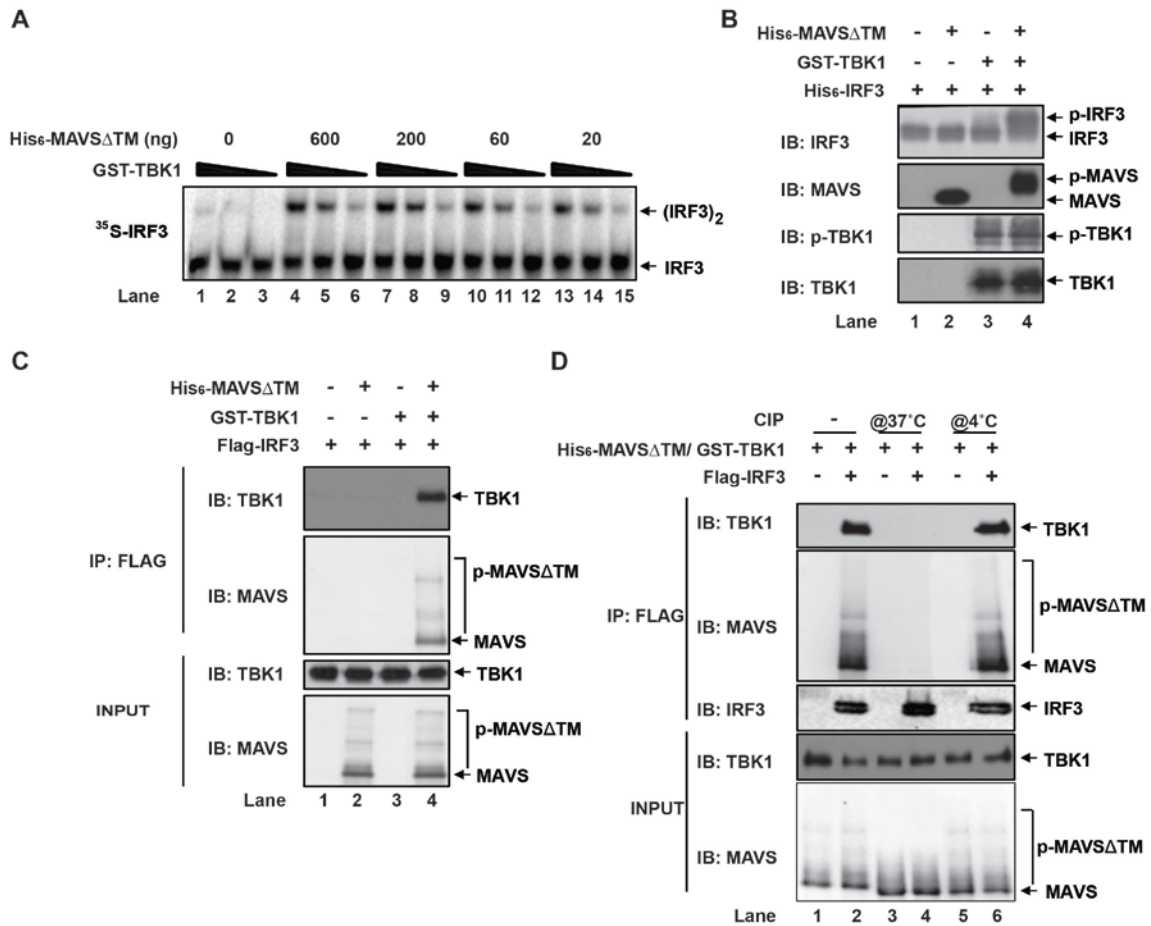 A
His₆-MAVSΔTM (ng) 0 600 200 60 20
GST-TBK1
³⁵S-IRF3
(IRF3)₂
IRF3
Lane 1 2 3 4 5 6 7 8 9 10 11 12 13 14 15
B
His₆-MAVSΔTM - + - +
GST-TBK1 - - + +
His₆-IRF3 + + + +
IB: IRF3
p-IRF3
IRF3
IB: MAVS
p-MAVS
MAVS
IB: p-TBK1 p-TBK1
IB: TBK1 TBK1
Lane 1 2 3 4
C
His₆-MAVSΔTM - + - +
GST-TBK1 - - + +
Flag-IRF3 + + + +
IP: FLAG
IB: TBK1 TBK1
IB: MAVS
p-MAVSΔTM
MAVS
INPUT
IB: TBK1 TBK1
IB: MAVS
p-MAVSΔTM
MAVS
Lane 1 2 3 4
D
CIP - @37°C @4°C
His₆-MAVSΔTM/ GST-TBK1 + + + + + +
Flag-IRF3 - + - + - +
IP: FLAG
IB: TBK1 TBK1
IB: MAVS
p-MAVSΔTM
MAVS
IB: IRF3 IRF3
INPUT
IB: TBK1 TBK1
IB: MAVS
p-MAVSΔTM
MAVS
Lane 1 2 3 4 5 6